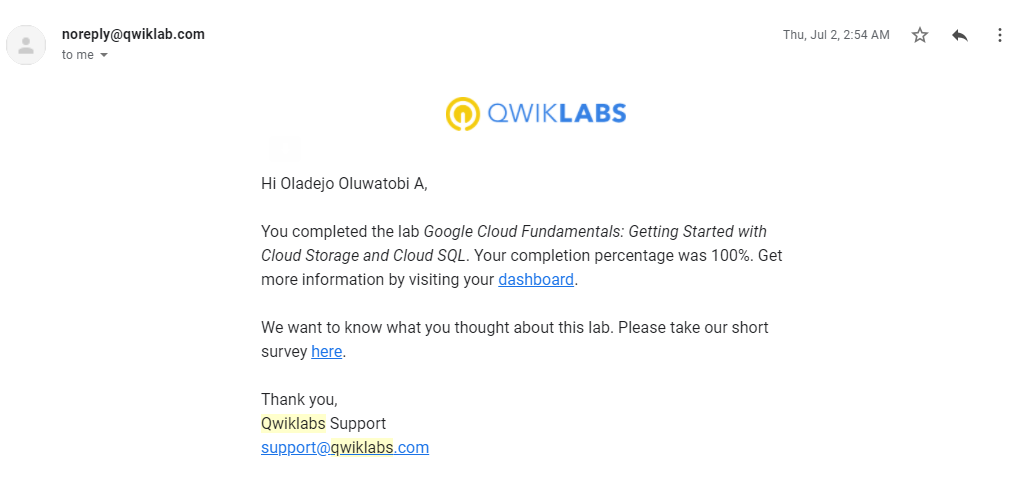 noreply@qwiklab.com
Thu, Jul 2, 2:54 AM
to me
QWIKLABS
Hi Oladejo Oluwatobi A,
You completed the lab Google Cloud Fundamentals: Getting Started with
Cloud Storage and Cloud SQL. Your completion percentage was 100%. Get
more information by visiting your dashboard.
We want to know what you thought about this lab. Please take our short
survey here.
Thank you,
Qwiklabs Support
support@qwiklabs.com